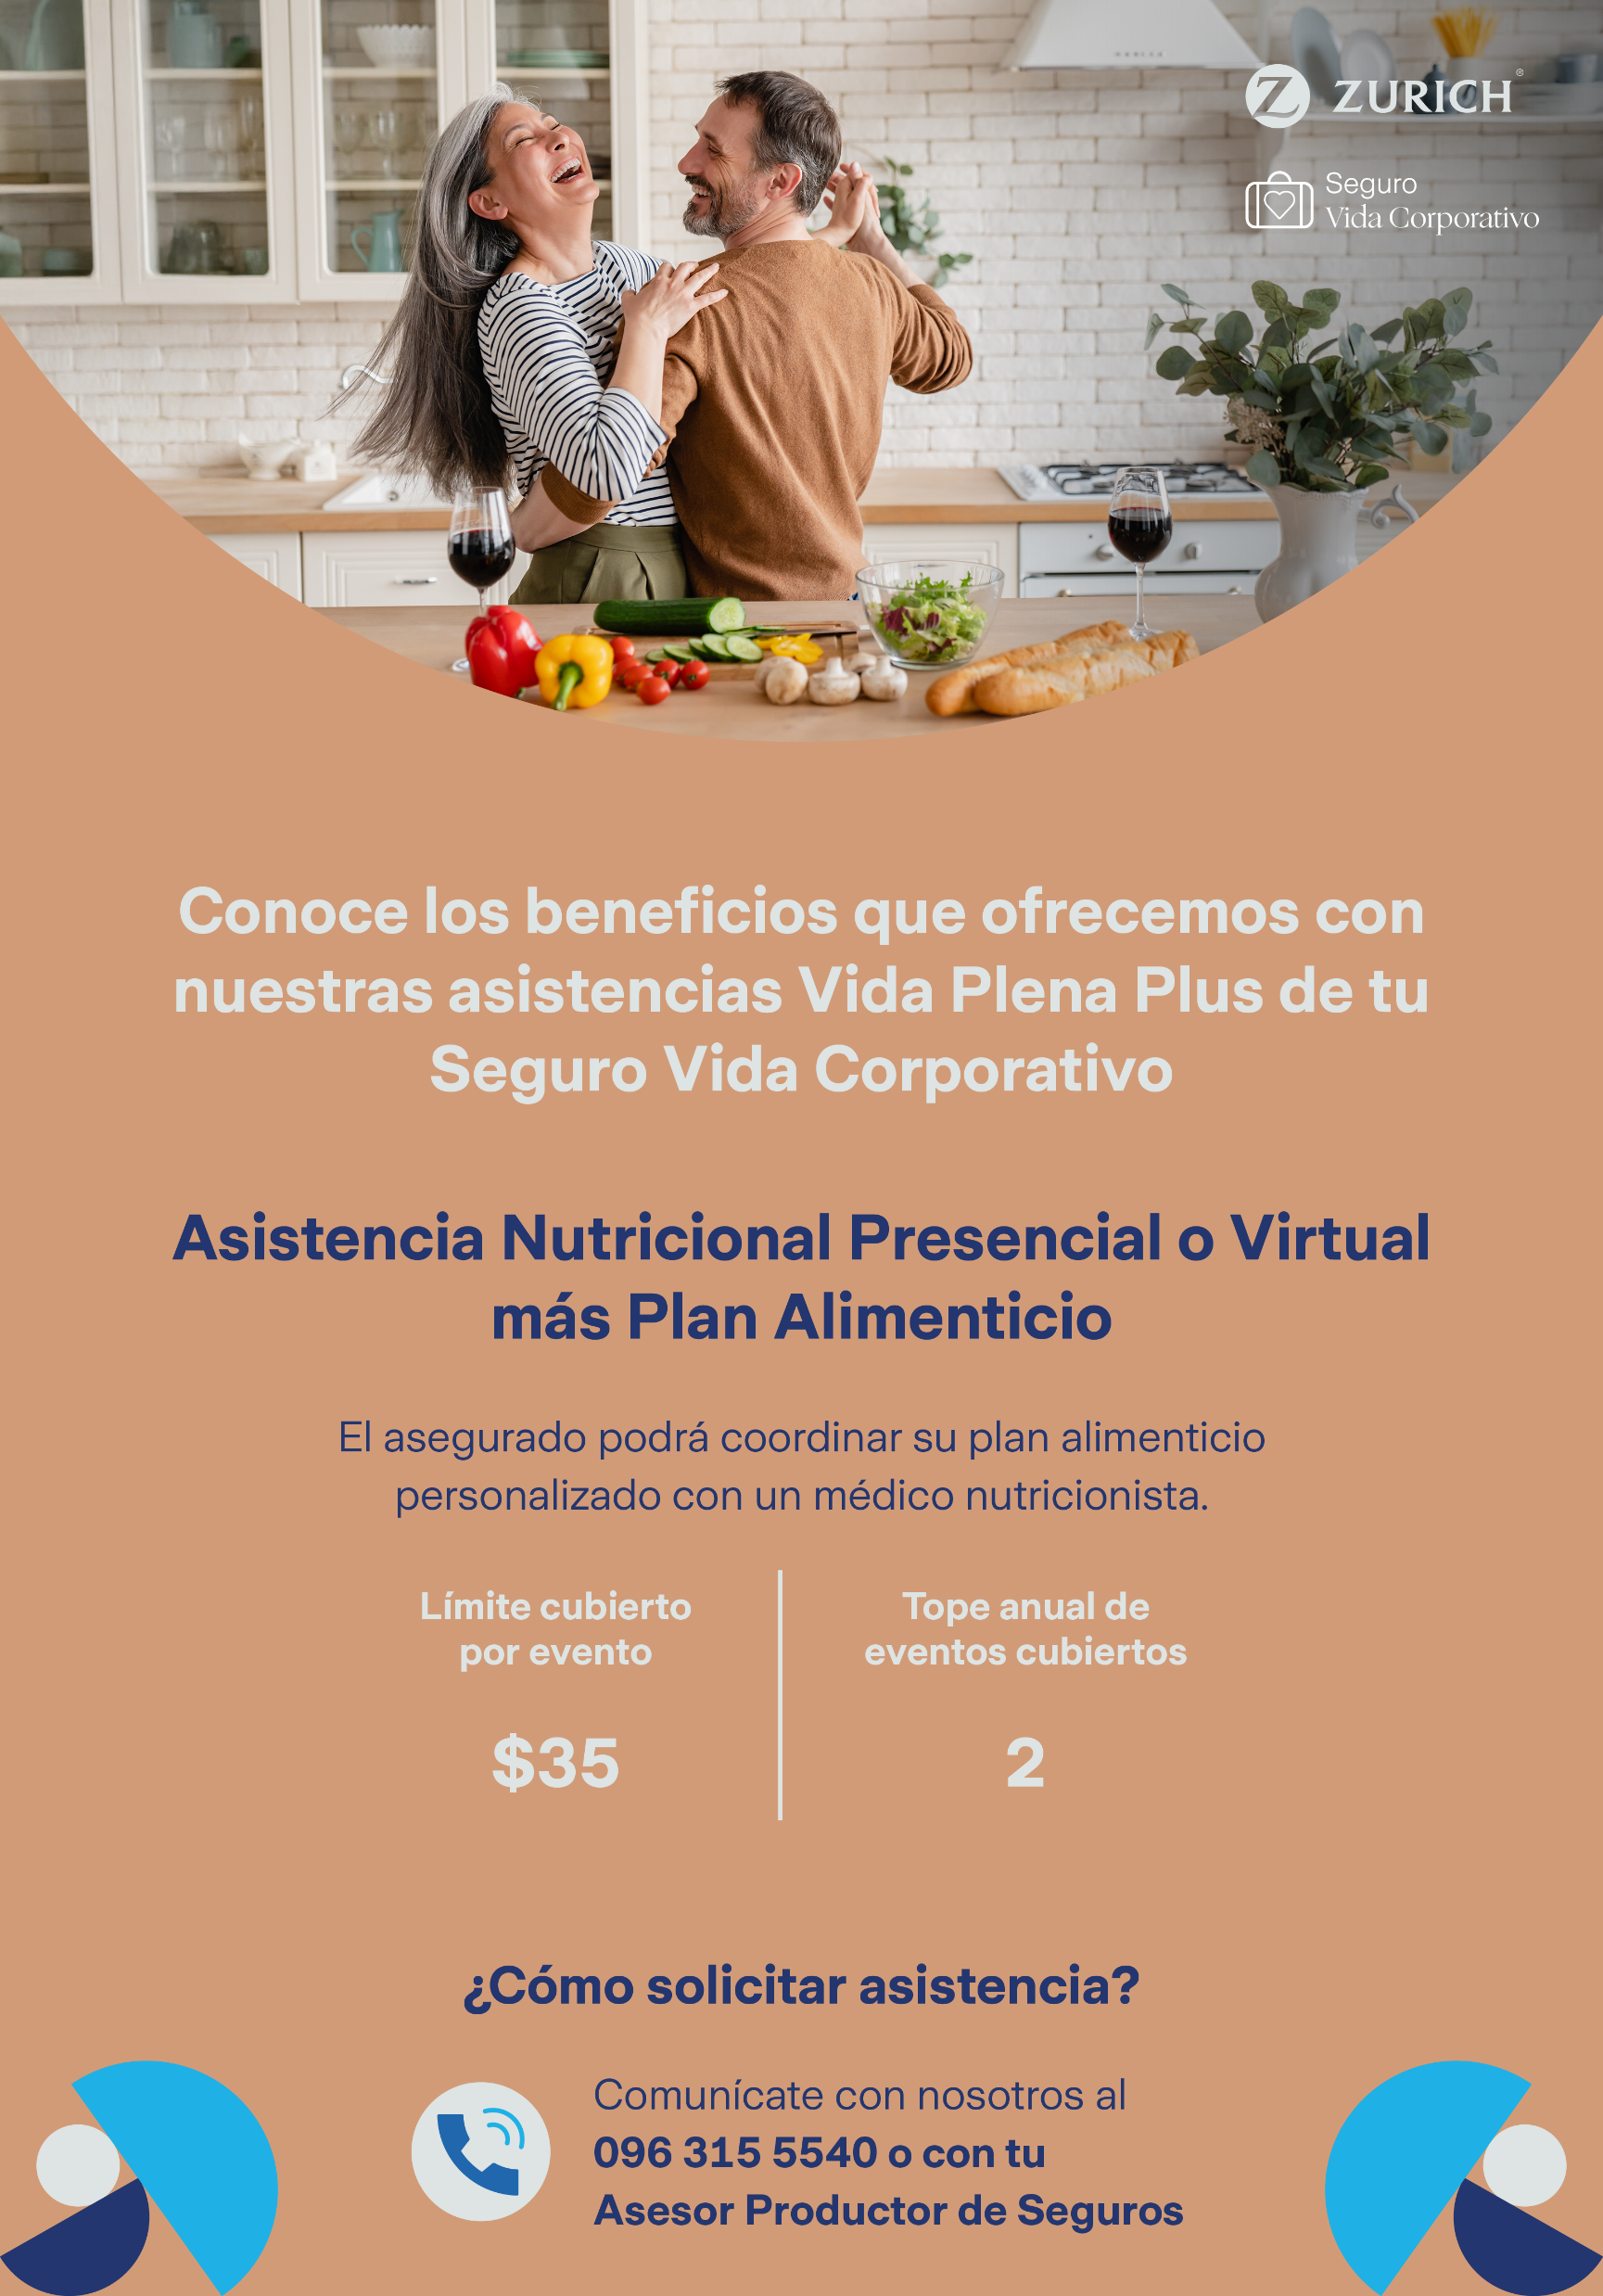 ZURICH®
Seguro
Vida Corporativo
Conoce los beneficios que ofrecemos con
nuestras asistencias Vida Plena Plus de tu
Seguro Vida Corporativo
Asistencia Nutricional Presencial o Virtual
más Plan Alimenticio
El asegurado podrá coordinar su plan alimenticio
personalizado con un médico nutricionista.
Límite cubierto
por evento
$35
Tope anual de
eventos cubiertos
2
¿Cómo solicitar asistencia?
Comunícate con nosotros al
096 315 5540 o con tu
Asesor Productor de Seguros